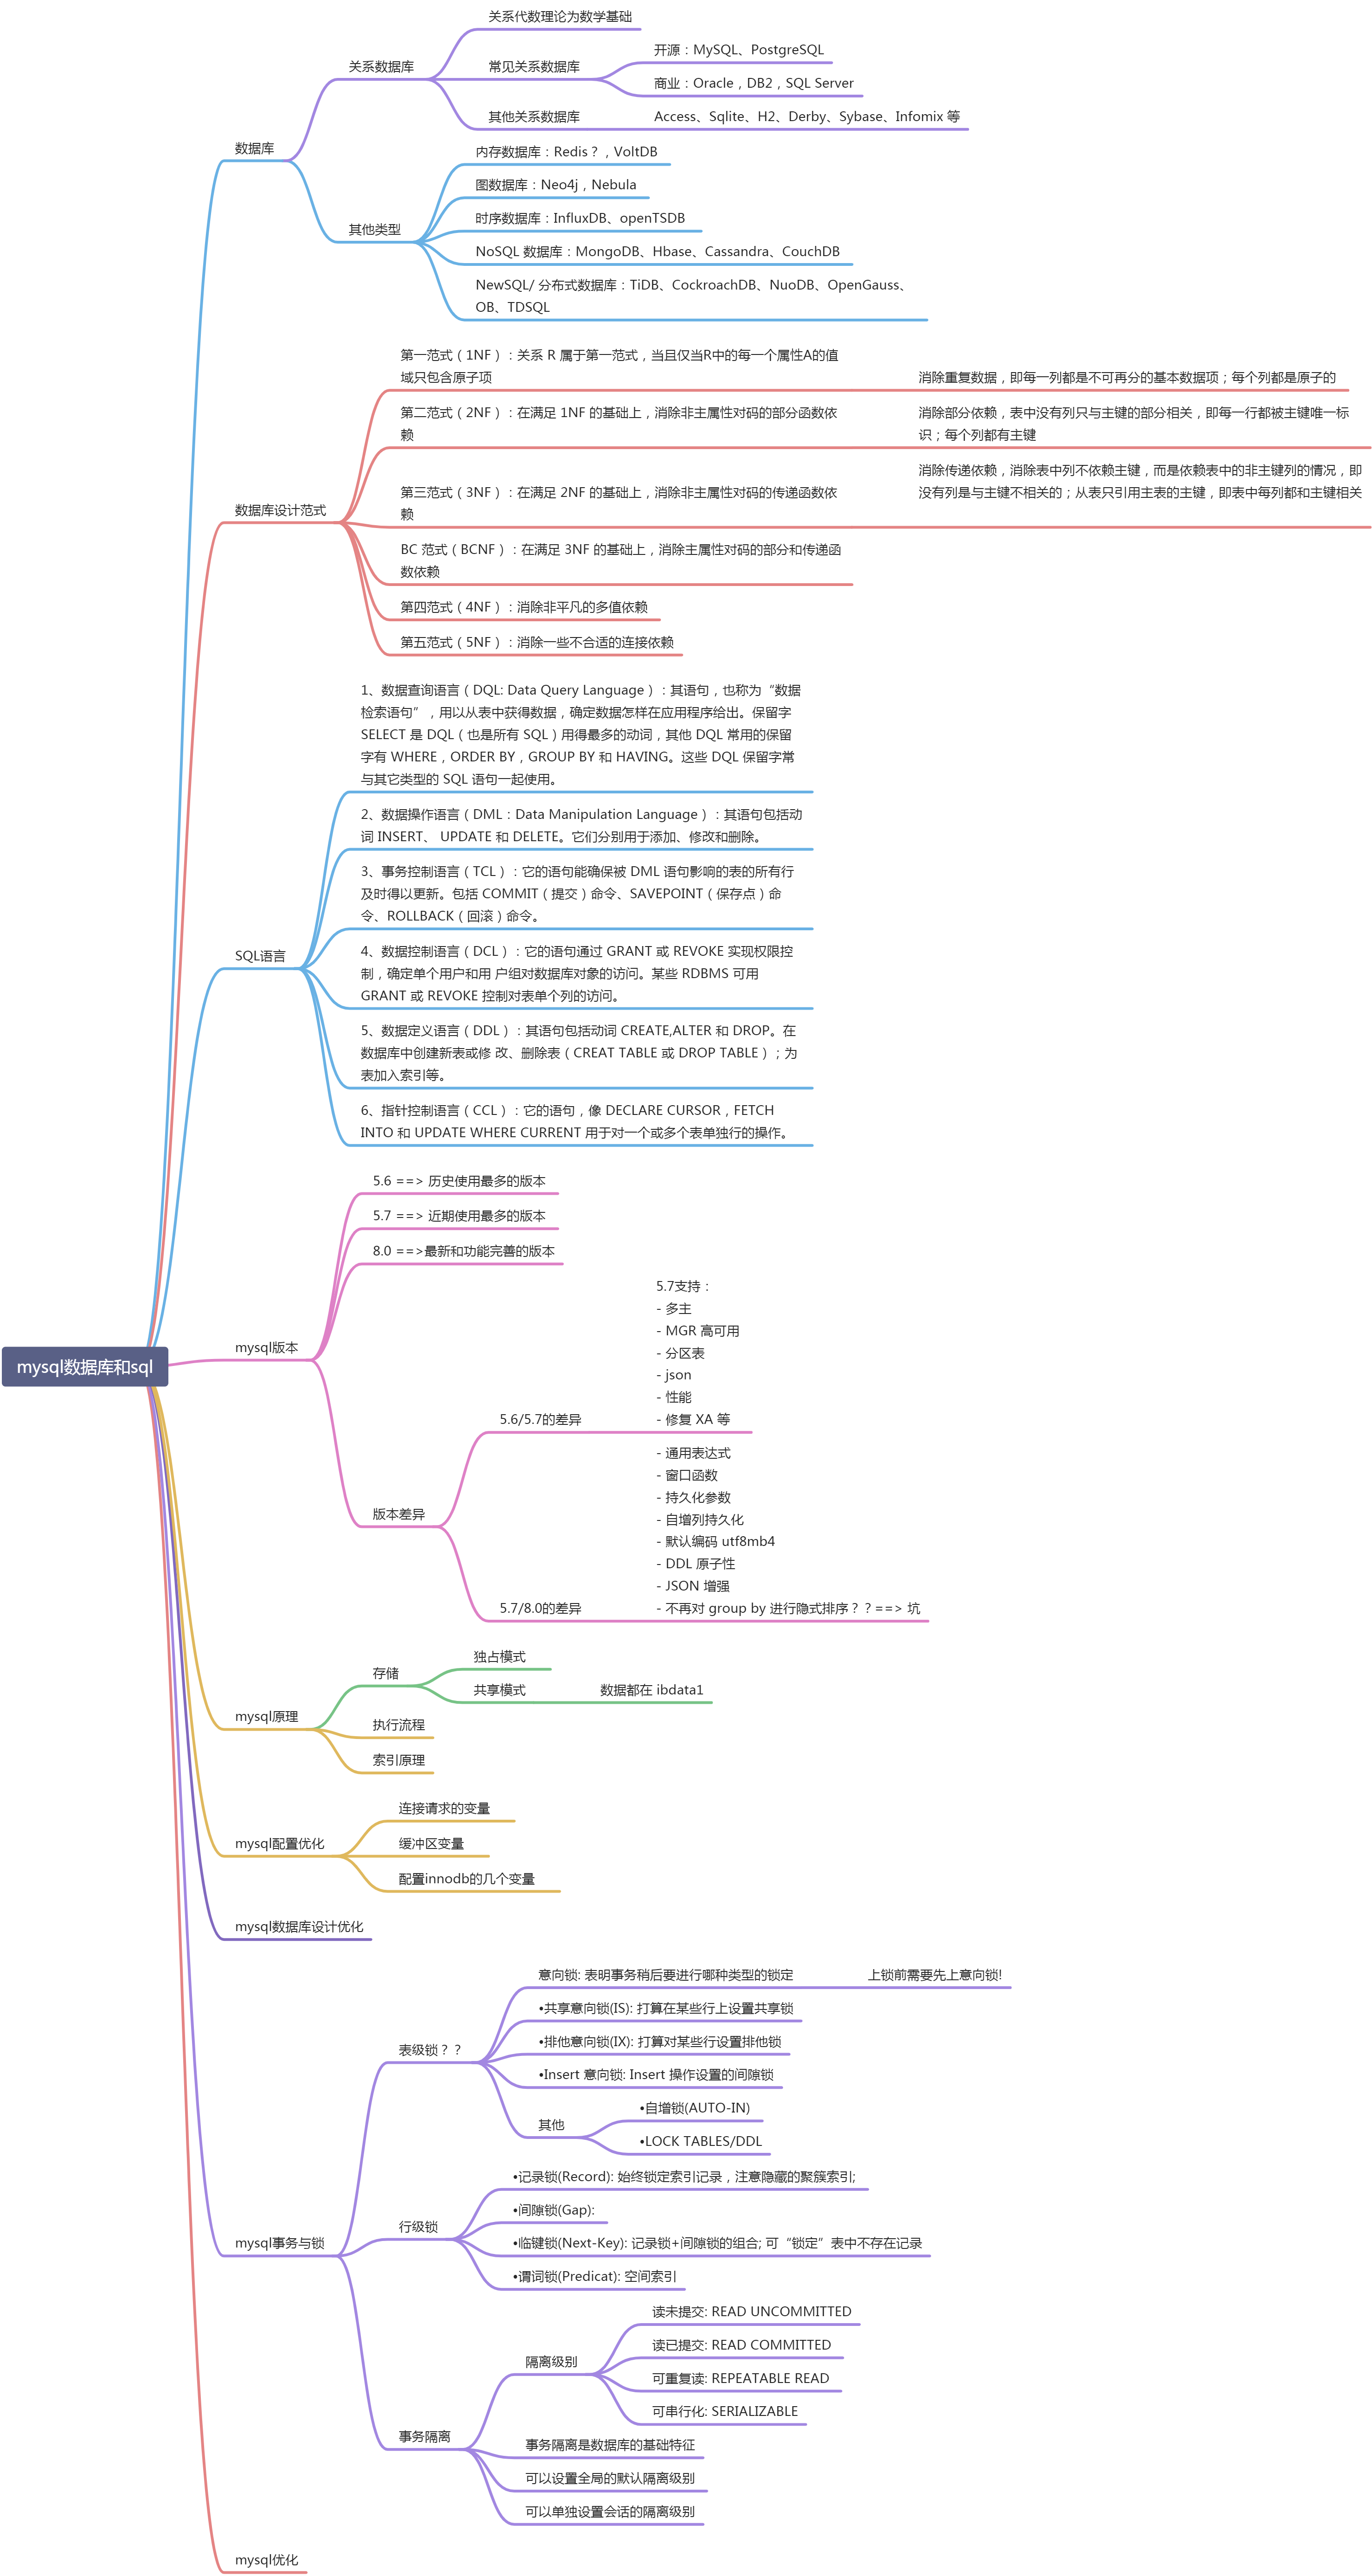 关系代数理论为数学基础
开源：MySQL、PostgreSQL
关系数据库
常见关系数据库
商业：Oracle，DB2，SQL Server
其他关系数据库
Access、Sqlite、H2、Derby、Sybase、Infomix 等
数据库
内存数据库：Redis？，VoltDB
图数据库：Neo4j，Nebula
其他类型
时序数据库：InfluxDB、openTSDB
NoSQL 数据库：MongoDB、Hbase、Cassandra、CouchDB
NewSQL/ 分布式数据库：TiDB、CockroachDB、NuoDB、OpenGauss、
OB、TDSQL
第一范式（1NF）：关系 R 属于第一范式，当且仅当R中的每一个属性A的值
域只包含原子项
消除重复数据，即每一列都是不可再分的基本数据项；每个列都是原子的
第二范式（2NF）：在满足 1NF 的基础上，消除非主属性对码的部分函数依
赖
消除部分依赖，表中没有列只与主键的部分相关，即每一行都被主键唯一标
识；每个列都有主键
数据库设计范式
第三范式（3NF）：在满足 2NF 的基础上，消除非主属性对码的传递函数依
赖
消除传递依赖，消除表中列不依赖主键，而是依赖表中的非主键列的情况，即
没有列是与主键不相关的；从表只引用主表的主键，即表中每列都和主键相关
BC 范式（BCNF）：在满足 3NF 的基础上，消除主属性对码的部分和传递函
数依赖
第四范式（4NF）：消除非平凡的多值依赖
第五范式（5NF）：消除一些不合适的连接依赖
1、数据查询语言（DQL: Data Query Language）：其语句，也称为“数据
检索语句”，用以从表中获得数据，确定数据怎样在应用程序给出。保留字
SELECT 是 DQL（也是所有 SQL）用得最多的动词，其他 DQL 常用的保留
字有 WHERE，ORDER BY，GROUP BY 和 HAVING。这些 DQL 保留字常
与其它类型的 SQL 语句一起使用。
2、数据操作语言（DML：Data Manipulation Language）：其语句包括动
词 INSERT、 UPDATE 和 DELETE。它们分别用于添加、修改和删除。
3、事务控制语言（TCL）：它的语句能确保被 DML 语句影响的表的所有行
及时得以更新。包括 COMMIT（提交）命令、SAVEPOINT（保存点）命
令、ROLLBACK（回滚）命令。
SQL语言
4、数据控制语言（DCL）：它的语句通过 GRANT 或 REVOKE 实现权限控
制，确定单个用户和用 户组对数据库对象的访问。某些 RDBMS 可用
GRANT 或 REVOKE 控制对表单个列的访问。
5、数据定义语言（DDL）：其语句包括动词 CREATE,ALTER 和 DROP。在
数据库中创建新表或修 改、删除表（CREAT TABLE 或 DROP TABLE）；为
表加入索引等。
6、指针控制语言（CCL）：它的语句，像 DECLARE CURSOR，FETCH
INTO 和 UPDATE WHERE CURRENT 用于对一个或多个表单独行的操作。
5.6 ==> 历史使用最多的版本
5.7 ==> 近期使用最多的版本
8.0 ==>最新和功能完善的版本
mysql版本
mysql数据库和sql
5.7支持：
- 多主
- MGR 高可用
- 分区表
- json
- 性能
- 修复 XA 等
5.6/5.7的差异
版本差异
- 通用表达式
- 窗口函数
- 持久化参数
- 自增列持久化
- 默认编码 utf8mb4
- DDL 原子性
- JSON 增强
- 不再对 group by 进行隐式排序？？==> 坑
5.7/8.0的差异
独占模式
存储
共享模式
数据都在 ibdata1
mysql原理
执行流程
索引原理
连接请求的变量
mysql配置优化
缓冲区变量
配置innodb的几个变量
mysql数据库设计优化
意向锁: 表明事务稍后要进行哪种类型的锁定
上锁前需要先上意向锁!
•共享意向锁(IS): 打算在某些行上设置共享锁
•排他意向锁(IX): 打算对某些行设置排他锁
表级锁？？
•Insert 意向锁: Insert 操作设置的间隙锁
其他
•自增锁(AUTO-IN)
•LOCK TABLES/DDL
•记录锁(Record): 始终锁定索引记录，注意隐藏的聚簇索引;
•间隙锁(Gap):
行级锁
mysql事务与锁
•临键锁(Next-Key): 记录锁+间隙锁的组合; 可“锁定”表中不存在记录
•谓词锁(Predicat): 空间索引
读未提交: READ UNCOMMITTED
读已提交: READ COMMITTED
隔离级别
可重复读: REPEATABLE READ
可串行化: SERIALIZABLE
事务隔离
事务隔离是数据库的基础特征
可以设置全局的默认隔离级别
可以单独设置会话的隔离级别
mysql优化